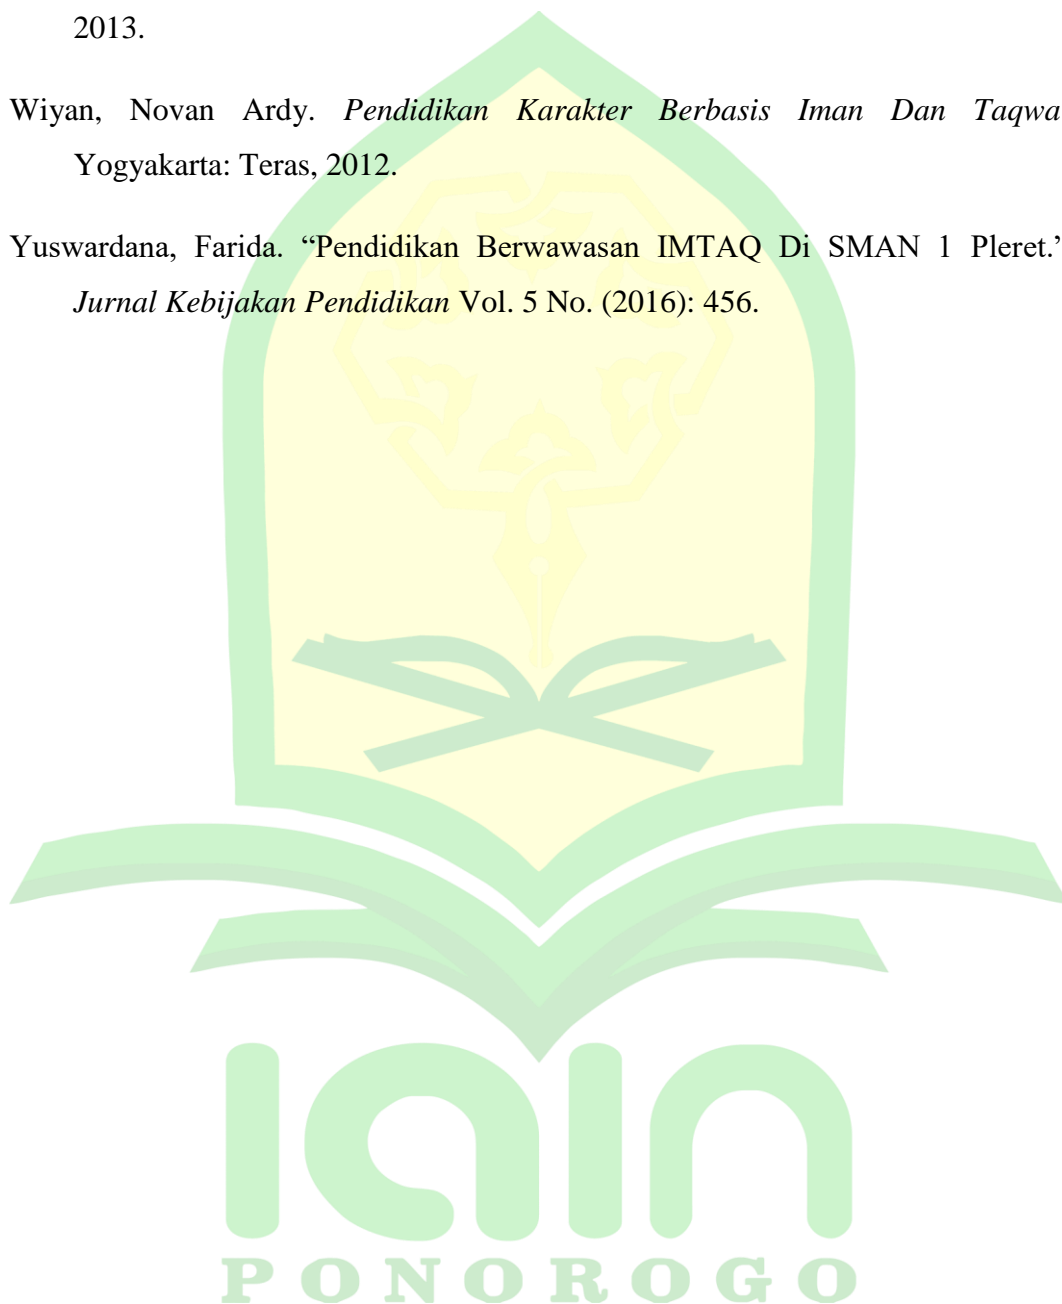 2013.
Wiyan, Novan Ardy. Pendidikan Karakter Berbasis Iman Dan Taqwa
Yogyakarta: Teras, 2012.
Yuswardana, Farida. “Pendidikan Berwawasan IMTAQ Di SMAN 1 Pleret.’
Jurnal Kebijakan Pendidikan Vol. 5 No. (2016): 456.
iain
PONOROGO